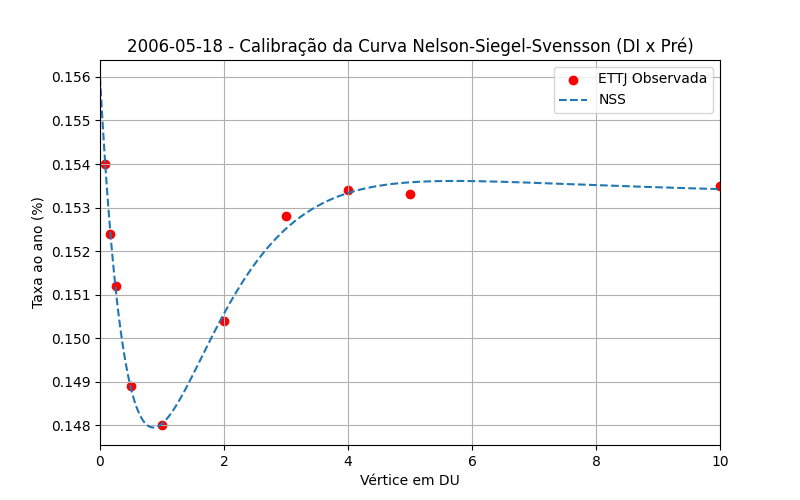 2006-05-18 - Calibração da Curva Nelson-Siegel-Svensson (DI x Pré)
ETTJ Observada
NSS
Taxa ao ano (%)
0.156
0.155
0.154
0.153
0.152
0.151
0.150
0.149
0.148
0 2 4 6 8 10
Vértice em DU